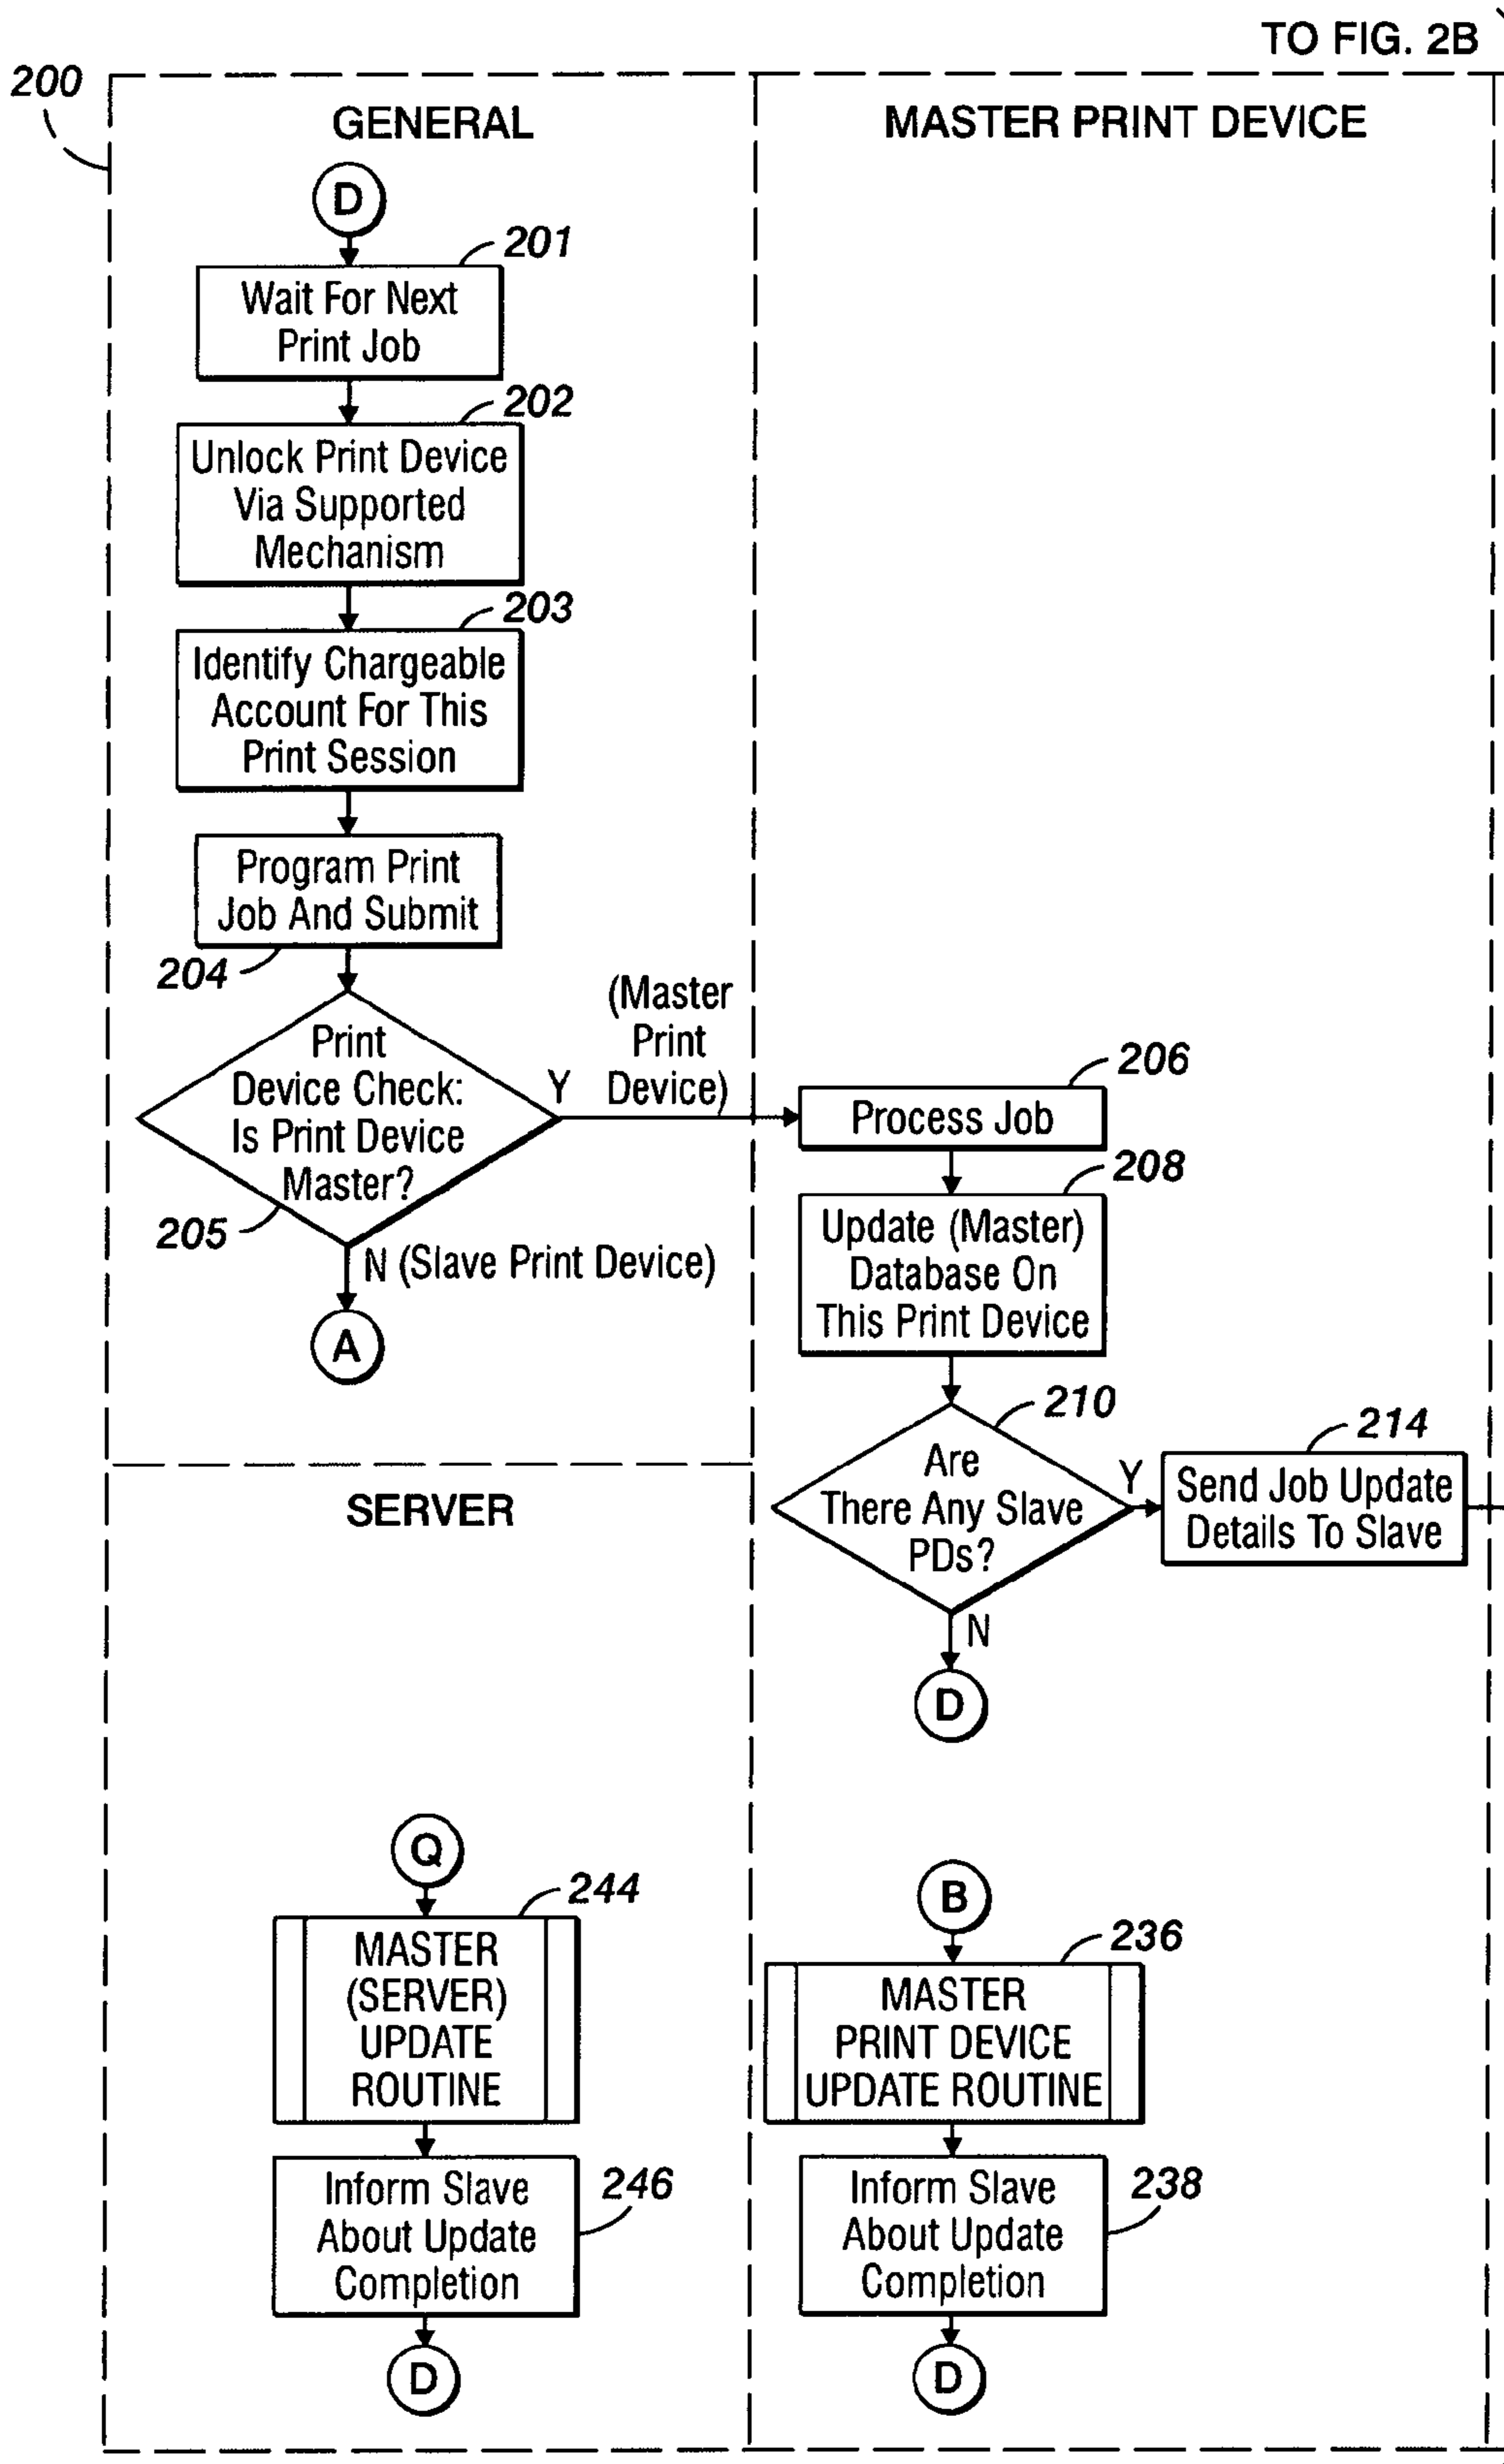 TO FIG. 2B
200
GENERAL
D
201
Wait For Next
Print Job
202
Unlock Print Device
Via Supported
Mechanism
203
Identify Chargeable
Account For This
Print Session
Program Print
Job And Submit
204
Print
Device Check:
Is Print Device
Master?
205
Y
(Master
Print
Device)
N (Slave Print Device)
A
MASTER PRINT DEVICE
206
Process Job
208
Update (Master)
Database On
This Print Device
210
Are
There Any Slave
PDs?
Y
214
Send Job Update
Details To Slave
N
D
SERVER
Q
244
MASTER
(SERVER)
UPDATE
ROUTINE
Inform Slave
About Update
Completion
246
D
B
236
MASTER
PRINT DEVICE
UPDATE ROUTINE
Inform Slave
About Update
Completion
238
D